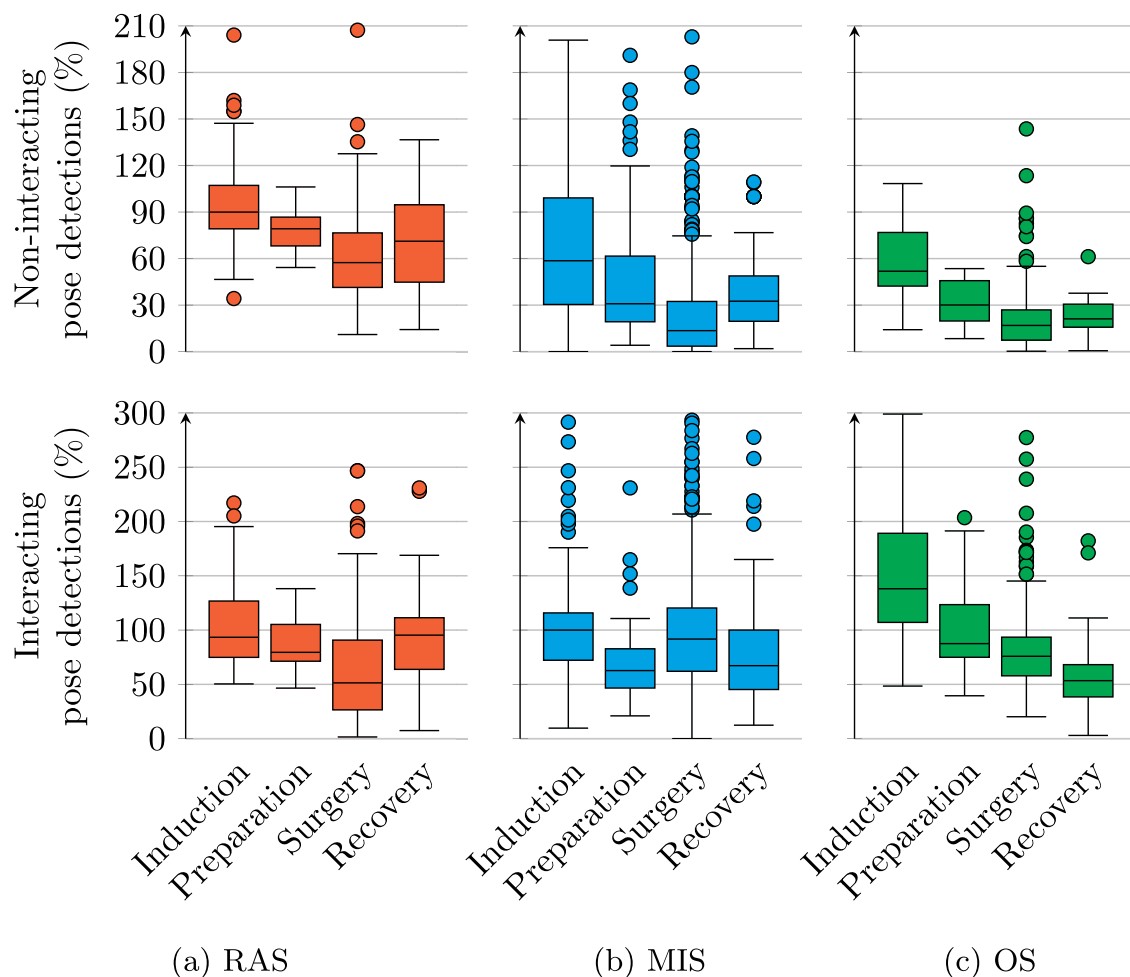 Non-interacting
pose detections (%)
210
180
150
120
90
60
30
0
Interacting
pose detections (%)
300
250
200
150
100
50
0
Induction
Preparation
Surgery
Recovery
Induction
Preparation
Surgery
Recovery
Induction
Preparation
Surgery
Recovery
(a) RAS
(b) MIS
(c) OS